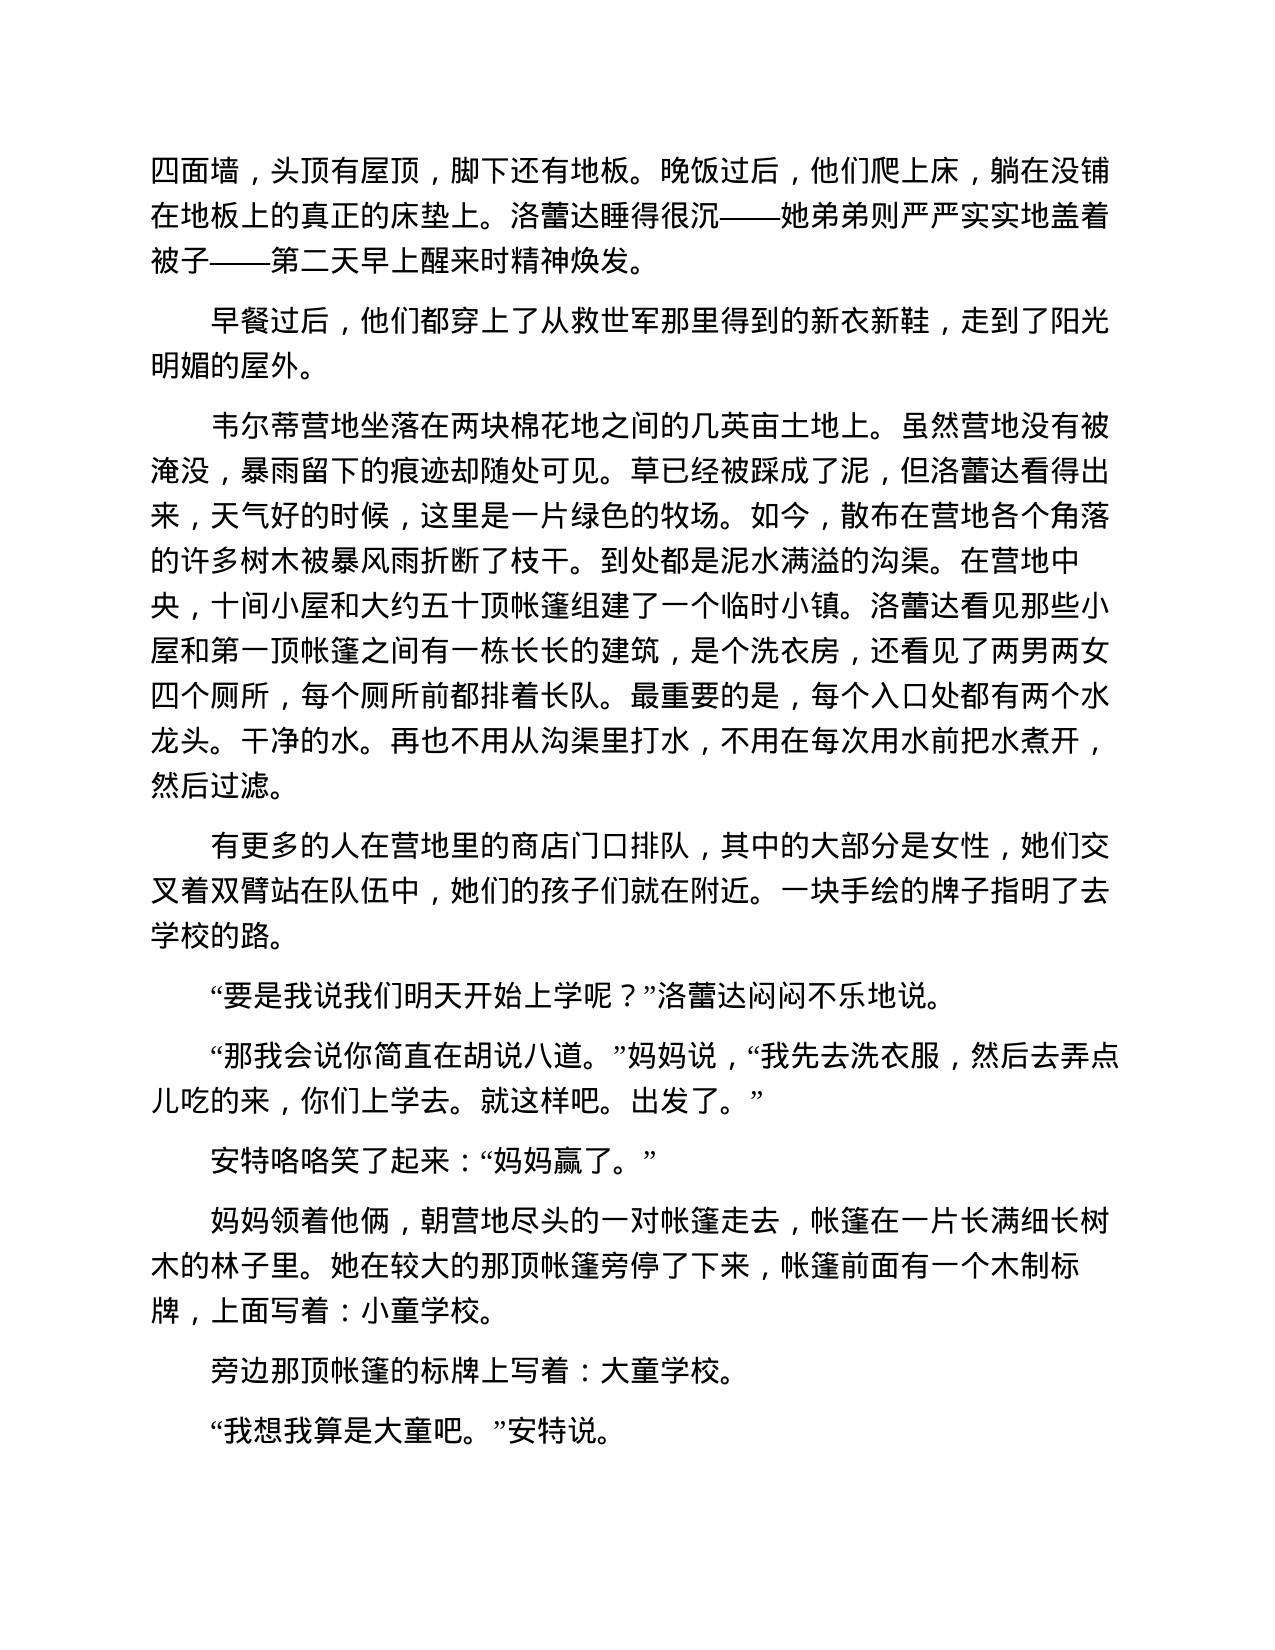 四面墙，头顶有屋顶，脚下还有地板。晚饭过后，他们爬上床，躺在没铺
在地板上的真正的床垫上。洛蕾达睡得很沉——她弟弟则严严实实地盖着
被子——第二天早上醒来时精神焕发。
早餐过后，他们都穿上了从救世军那里得到的新衣新鞋，走到了阳光
明媚的屋外。
韦尔蒂营地坐落在两块棉花地之间的几英亩土地上。虽然营地没有被
淹没，暴雨留下的痕迹却随处可见。草已经被踩成了泥，但洛蕾达看得出
来，天气好的时候，这里是一片绿色的牧场。如今，散布在营地各个角落
的许多树木被暴风雨折断了枝干。到处都是泥水满溢的沟渠。在营地中
央，十间小屋和大约五十顶帐篷组建了一个临时小镇。洛蕾达看见那些小
屋和第一顶帐篷之间有一栋长长的建筑，是个洗衣房，还看见了两男两女
四个厕所，每个厕所前都排着长队。最重要的是，每个入口处都有两个水
龙头。干净的水。再也不用从沟渠里打水，不用在每次用水前把水煮开，
然后过滤。
有更多的人在营地里的商店门口排队，其中的大部分是女性，她们交
叉着双臂站在队伍中，她们的孩子们就在附近。一块手绘的牌子指明了去
学校的路。
“要是我说我们明天开始上学呢？”洛蕾达闷闷不乐地说。
“那我会说你简直在胡说八道。”妈妈说，“我先去洗衣服，然后去弄点
儿吃的来，你们上学去。就这样吧。出发了。”
安特咯咯笑了起来：“妈妈赢了。”
妈妈领着他俩，朝营地尽头的一对帐篷走去，帐篷在一片长满细长树
木的林子里。她在较大的那顶帐篷旁停了下来，帐篷前面有一个木制标
牌，上面写着：小童学校。
旁边那顶帐篷的标牌上写着：大童学校。
“我想我算是大童吧。”安特说。